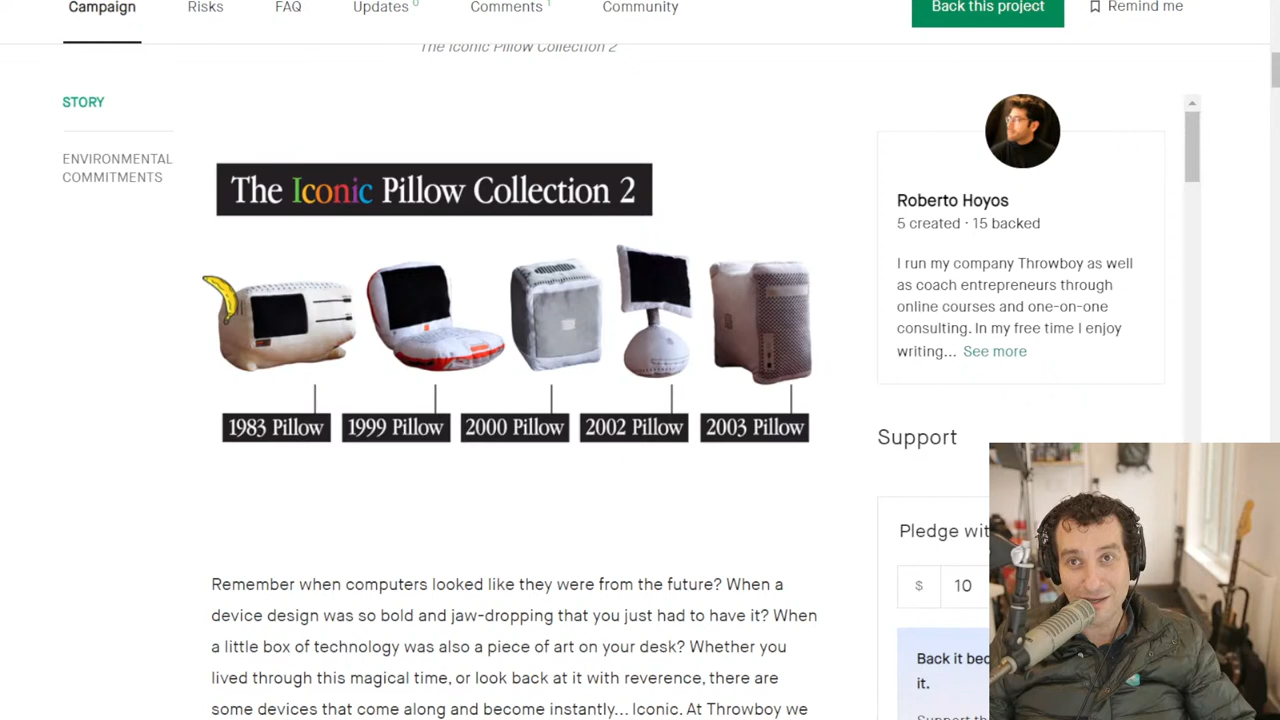 Campaign
Risks
FAQ
Updates 0
Comments 1
Community
Back this project
Remind me
The Iconic Pillow Collection 2
STORY
ENVIRONMENTAL
COMMITMENTS
The Iconic Pillow Collection 2
1983 Pillow
1999 Pillow
2000 Pillow
2002 Pillow
2003 Pillow
Remember when computers looked like they were from the future? When a
device design was so bold and jaw-dropping that you just had to have it? When
a little box of technology was also a piece of art on your desk? Whether you
lived through this magical time, or look back at it with reverence, there are
some devices that come along and become instantly... Iconic. At Throwboy we
Roberto Hoyos
5 created · 15 backed
I run my company Throwboy as well
as coach entrepreneurs through
online courses and one-on-one
consulting. In my free time I enjoy
writing... See more
Support
Pledge wit
$ 10
Back it bec
it.